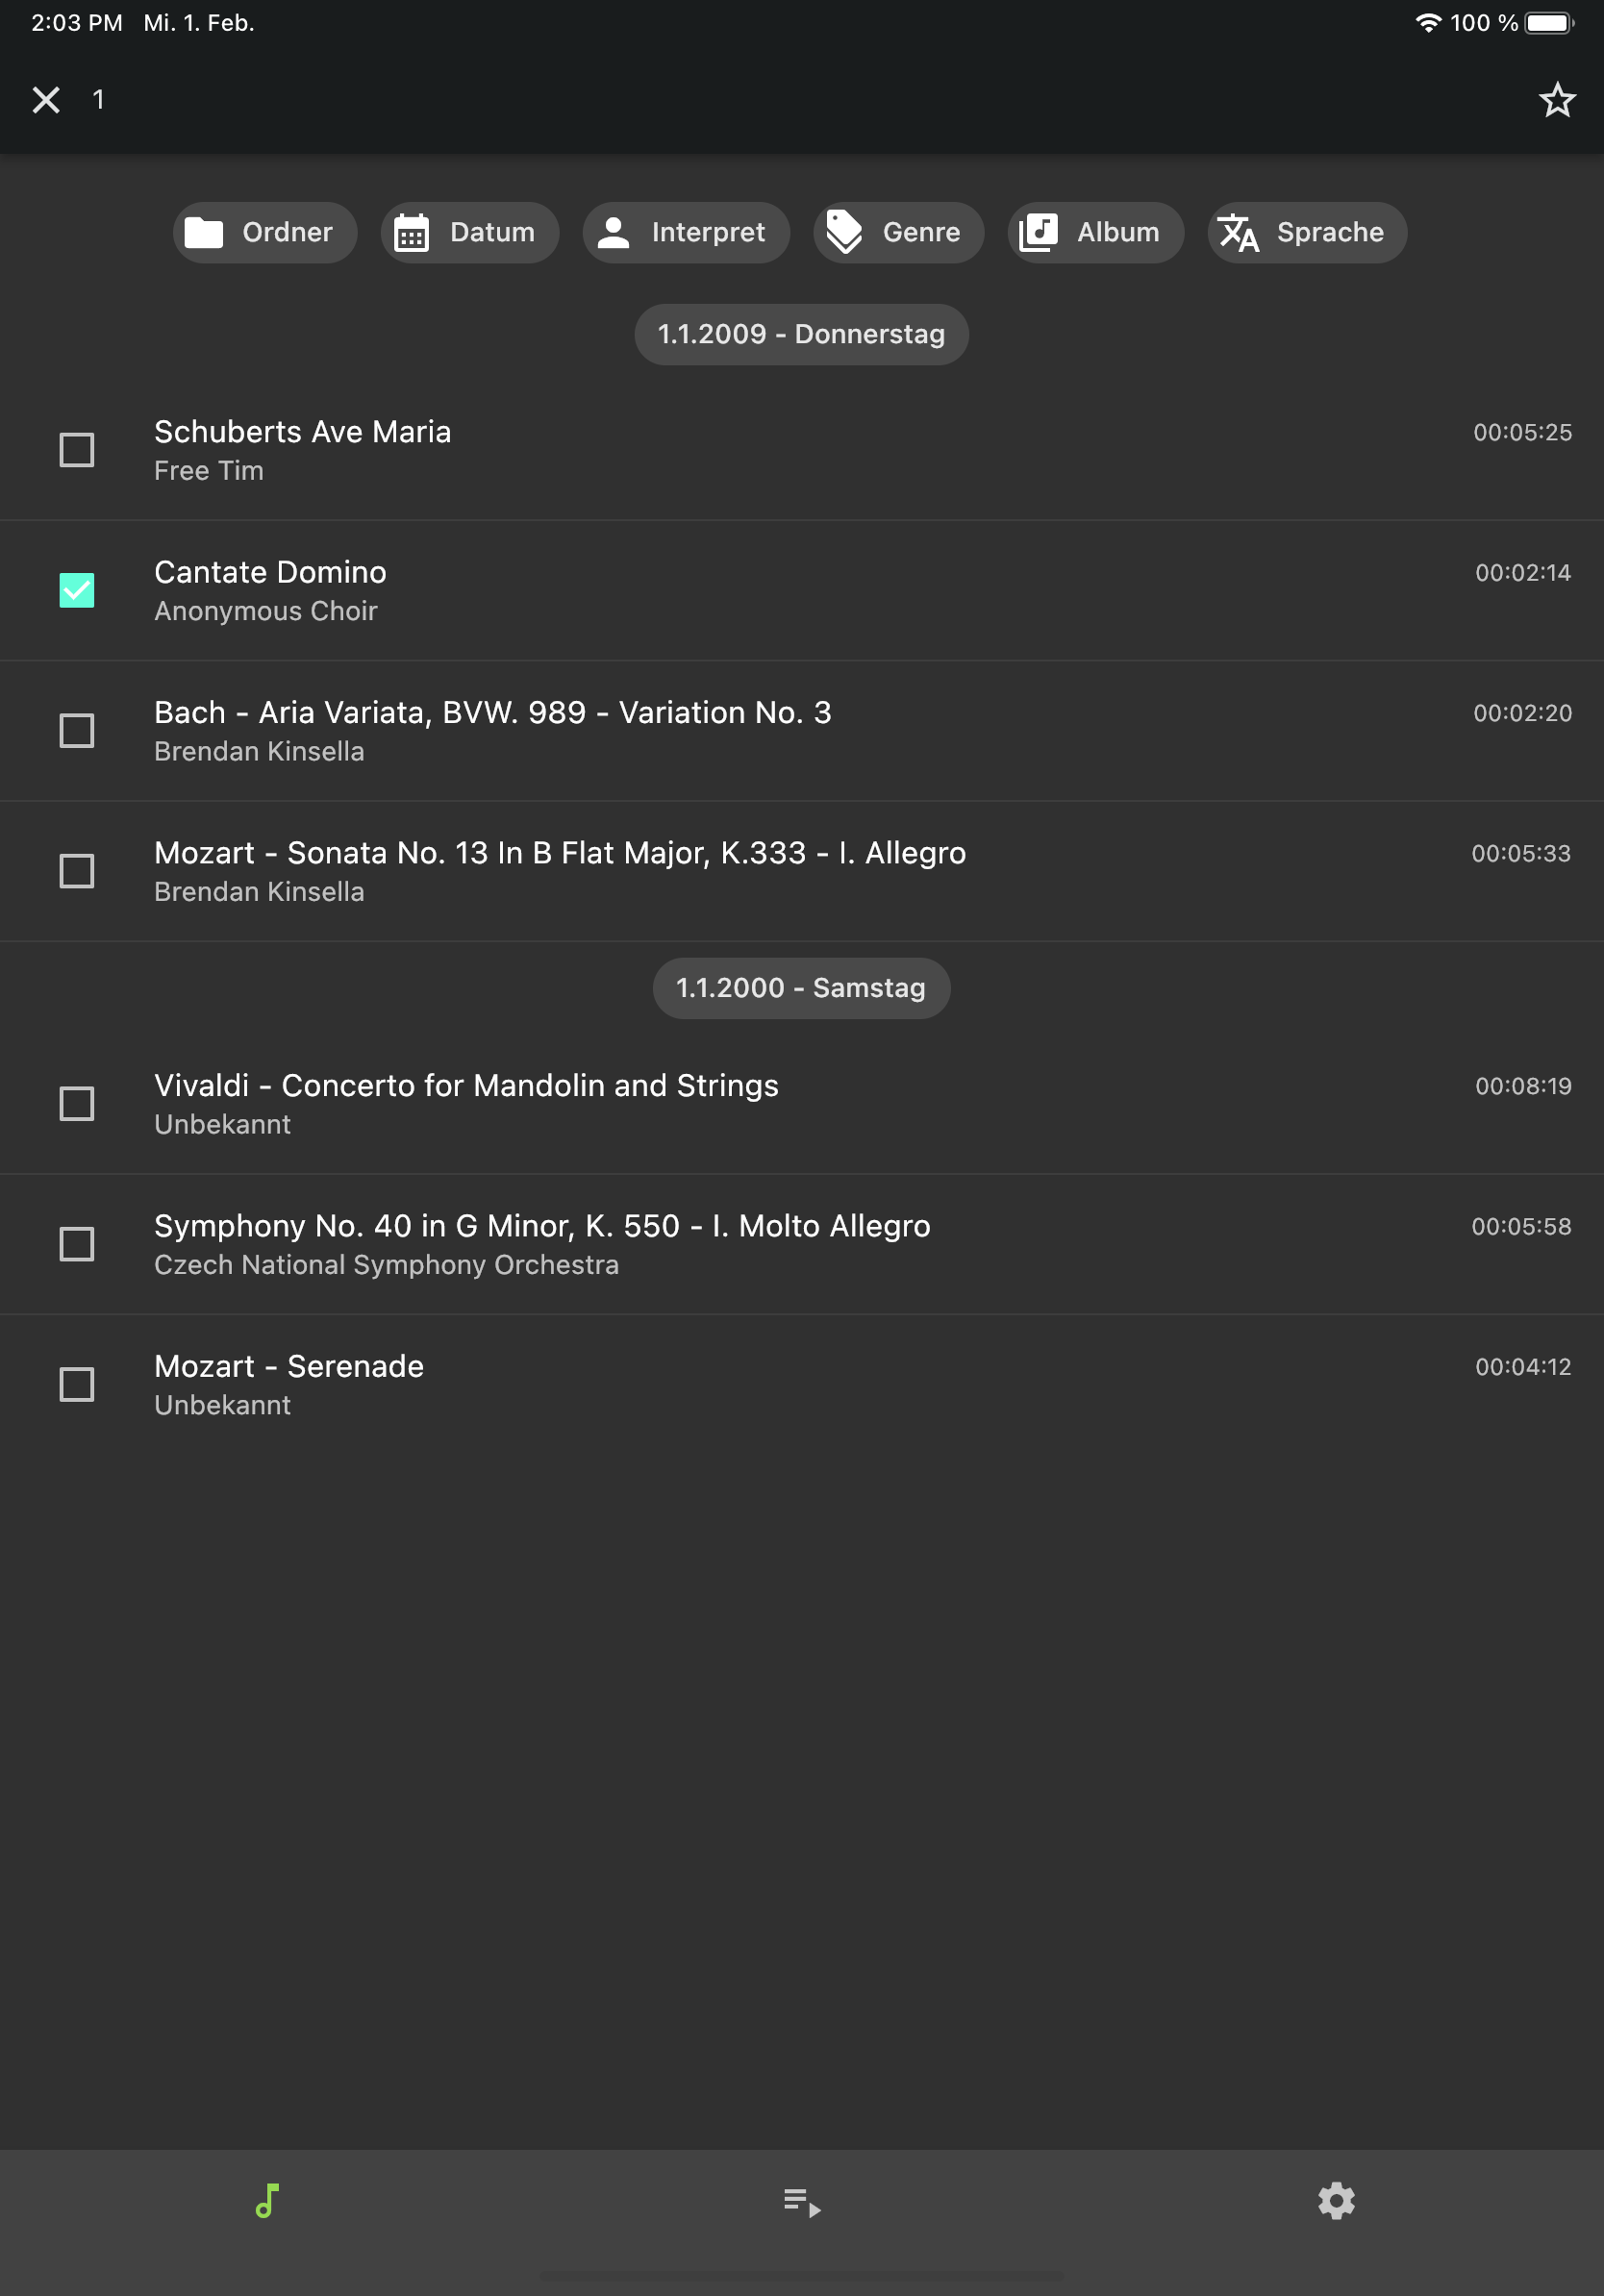 2:03 PM Mi. 1. Feb. 100 %
1
Ordner Datum Interpret Genre Album Sprache
1.1.2009 - Donnerstag
Schuberts Ave Maria 00:05:25
Free Tim
Cantate Domino 00:02:14
Anonymous Choir
Bach - Aria Variata, BVW. 989 - Variation No. 3 00:02:20
Brendan Kinsella
Mozart - Sonata No. 13 In B Flat Major, K.333 - I. Allegro 00:05:33
Brendan Kinsella
1.1.2000 - Samstag
Vivaldi - Concerto for Mandolin and Strings 00:08:19
Unbekannt
Symphony No. 40 in G Minor, K. 550 - I. Molto Allegro 00:05:58
Czech National Symphony Orchestra
Mozart - Serenade 00:04:12
Unbekannt